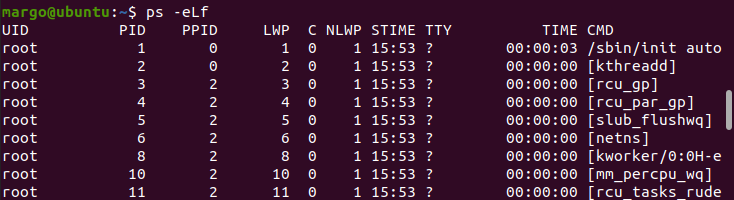 margo@ubuntu:~$ ps -eLf
UID          PID    PPID     LWP  C NLWP STIME TTY          TIME CMD
root           1       0       1  0    1 15:53 ?        00:00:03 /sbin/init auto
root           2       0       2  0    1 15:53 ?        00:00:00 [kthreadd]
root           3       2       3  0    1 15:53 ?        00:00:00 [rcu_gp]
root           4       2       4  0    1 15:53 ?        00:00:00 [rcu_par_gp]
root           5       2       5  0    1 15:53 ?        00:00:00 [slub_flushwq]
root           6       2       6  0    1 15:53 ?        00:00:00 [netns]
root           8       2       8  0    1 15:53 ?        00:00:00 [kworker/0:0H-e
root          10       2      10  0    1 15:53 ?        00:00:00 [mm_percpu_wq]
root          11       2      11  0    1 15:53 ?        00:00:00 [rcu_tasks_rude